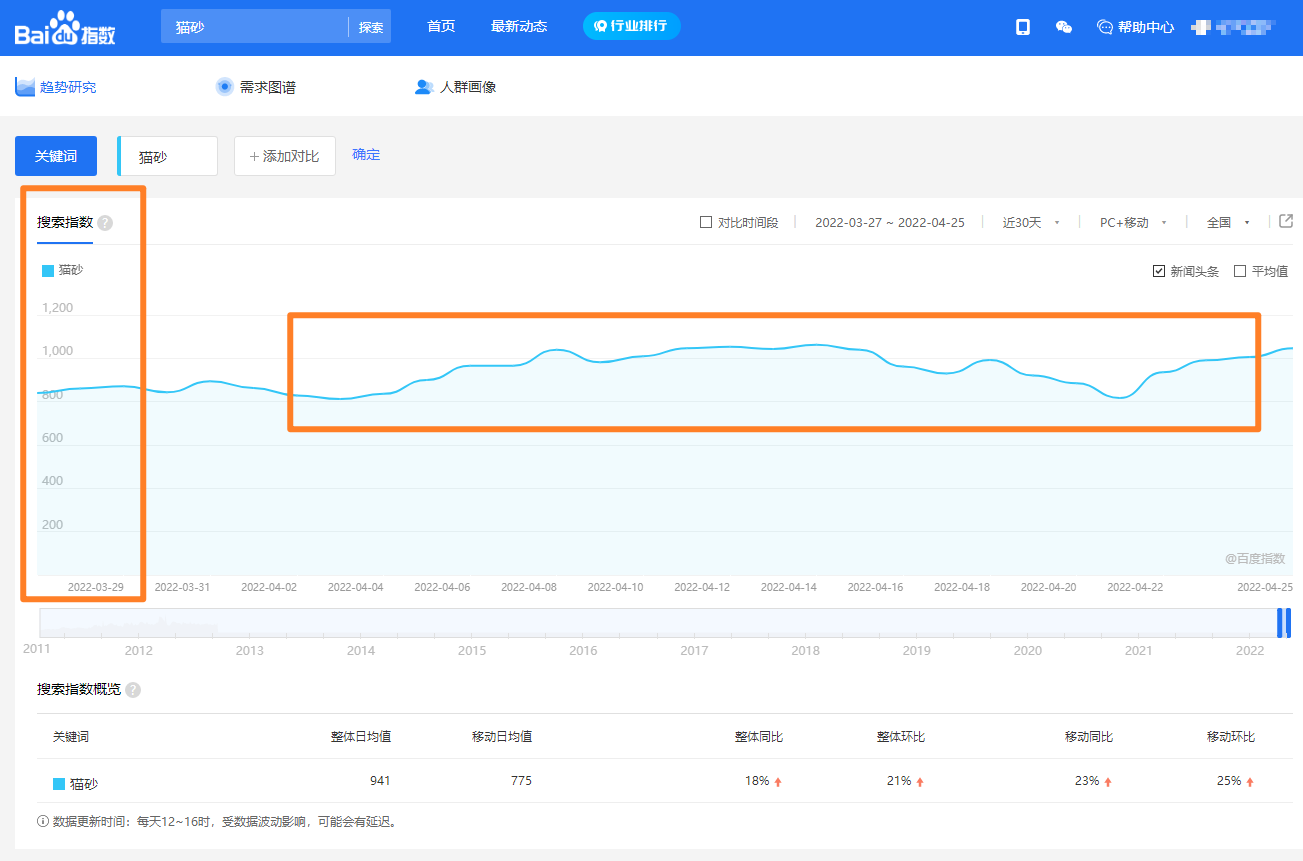 Bai du 指数 猫砂 探索 首页 最新动态 行业排行 帮助中心
趋势研究 需求图谱 人群画像
关键词 猫砂 +添加对比 确定
搜索指数 ? 对比时间段 2022-03-27 ~ 2022-04-25 近30天 PC+移动 全国
猫砂 新闻头条 平均值
1,200
1,000
800
600
400
200
@百度指数
2022-03-29 2022-03-31 2022-04-02 2022-04-04 2022-04-06 2022-04-08 2022-04-10 2022-04-12 2022-04-14 2022-04-16 2022-04-18 2022-04-20 2022-04-22 2022-04-25
2011 2012 2013 2014 2015 2016 2017 2018 2019 2020 2021 2022
搜索指数概览 ?
关键词 整体日均值 移动日均值 整体同比 整体环比 移动同比 移动环比
猫砂 941 775 18% 21% 23% 25%
数据更新时间：每天12~16时，受数据波动影响，可能会有延迟。